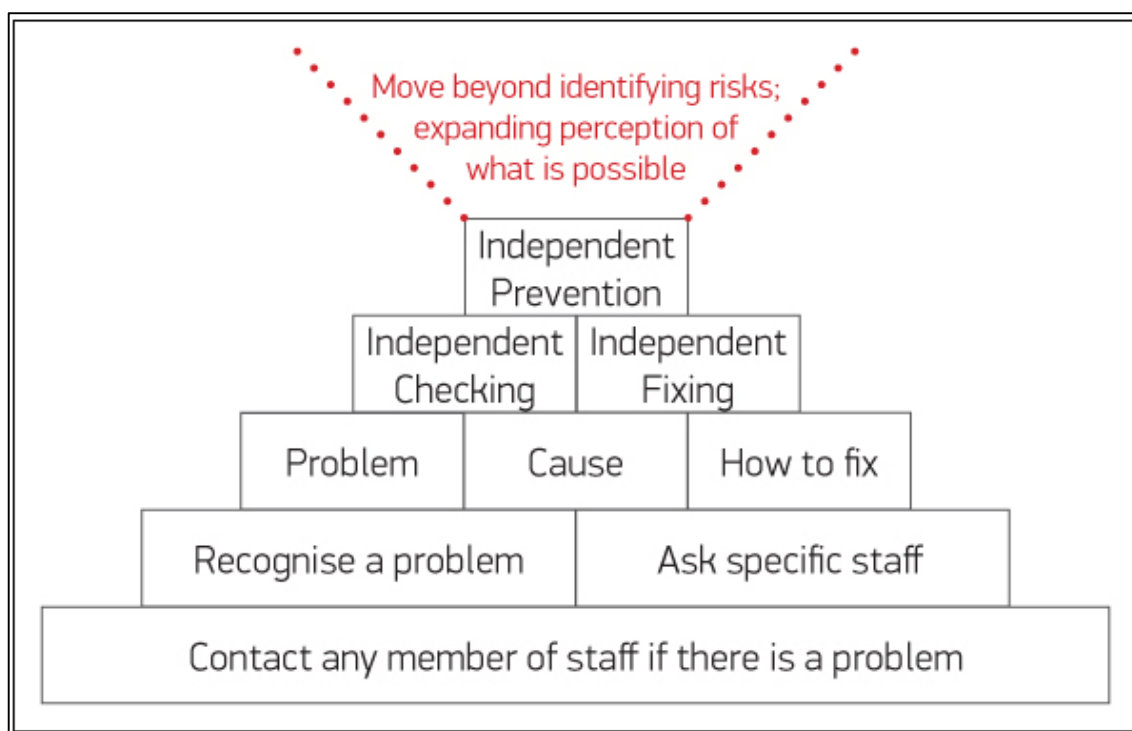 Move beyond identifying risks;
expanding perception of
what is possible
Independent
Prevention
Independent
Checking
Independent
Fixing
Problem
Cause
How to fix
Recognise a problem
Ask specific staff
Contact any member of staff if there is a problem